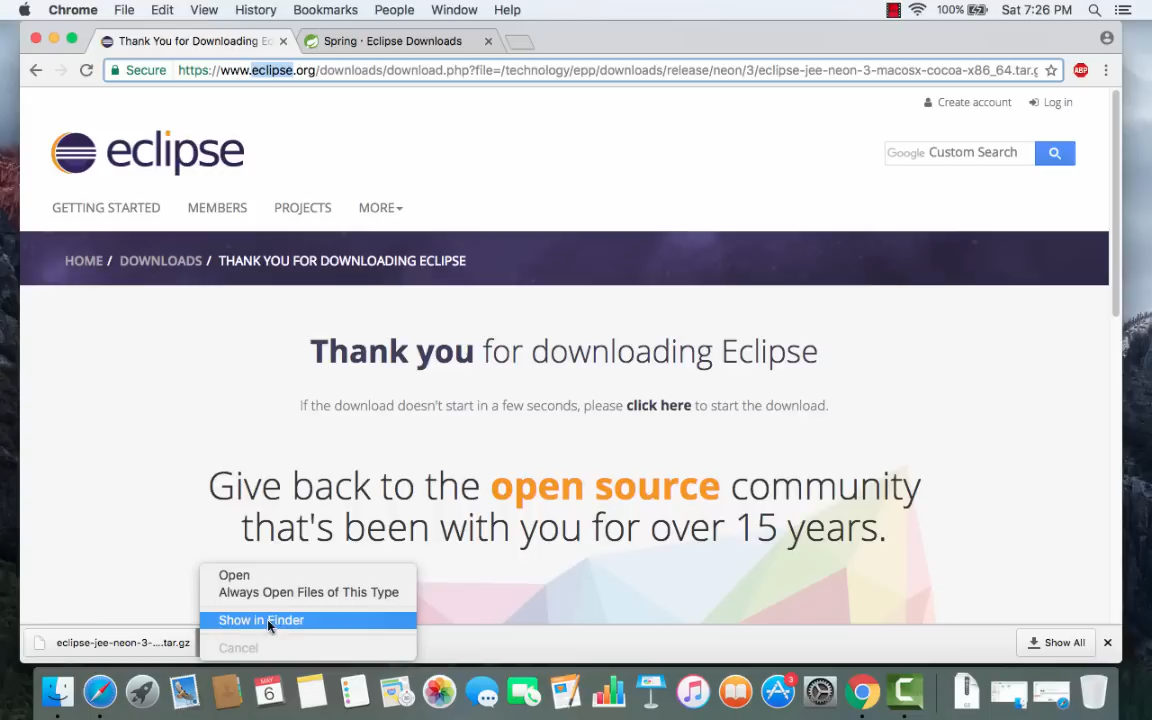 Chrome File Edit View History Bookmarks People Window Help 100% Sat 7:26 PM
Thank You for Downloading Ec Spring · Eclipse Downloads
Secure https://www.eclipse.org/downloads/download.php?file=/technology/epp/downloads/release/neon/3/eclipse-jee-neon-3-macosx-cocoa-x86_64.tar.g ABP
Create account Log in
eclipse
Google Custom Search
GETTING STARTED MEMBERS PROJECTS MORE
HOME / DOWNLOADS / THANK YOU FOR DOWNLOADING ECLIPSE
Thank you for downloading Eclipse
If the download doesn't start in a few seconds, please click here to start the download.
Give back to the open source community
that's been with you for over 15 years.
Open
Always Open Files of This Type
Show in Finder
Cancel
eclipse-jee-neon-3-....tar.gz Show All
MAY
6
3